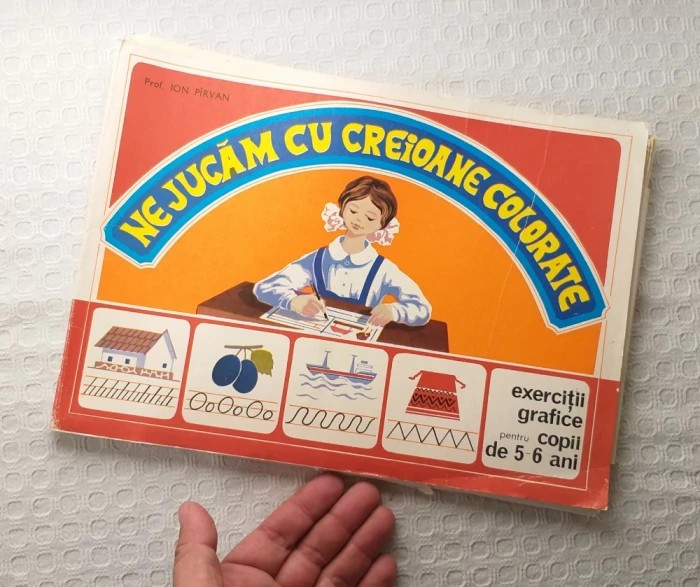 Prof. ION PÎRVAN
NE JUCĂM CU CREIOANE COLORATE
exerciții
grafice
pentru copii
de 5-6 ani